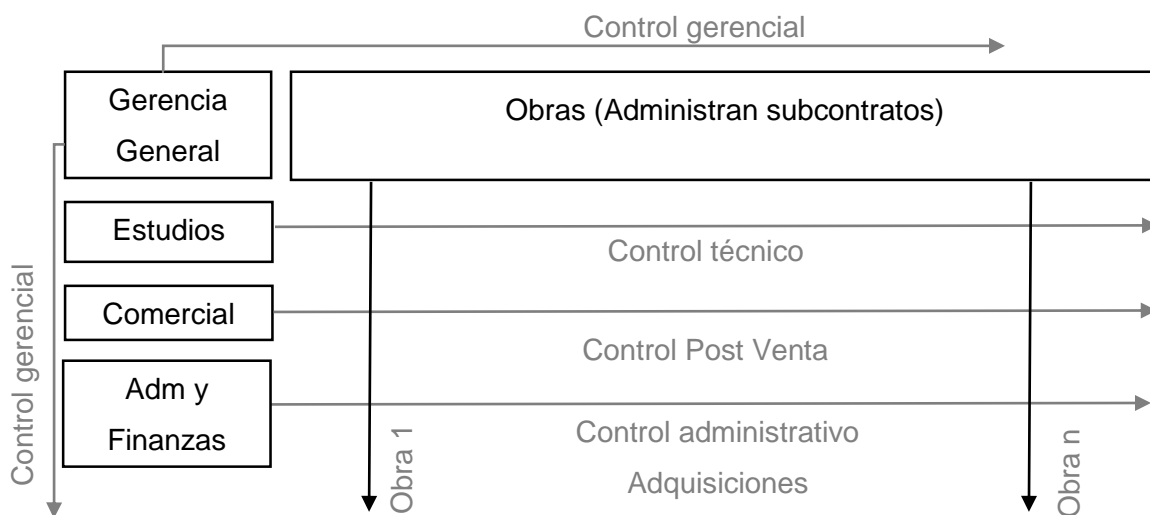 Control gerencial
Gerencia
General
Obras (Administran subcontratos)
Estudios
Control técnico
Comercial
Control Post Venta
Adm y
Finanzas
Control administrativo
Adquisiciones
Control gerencial
Obra 1
Obra n